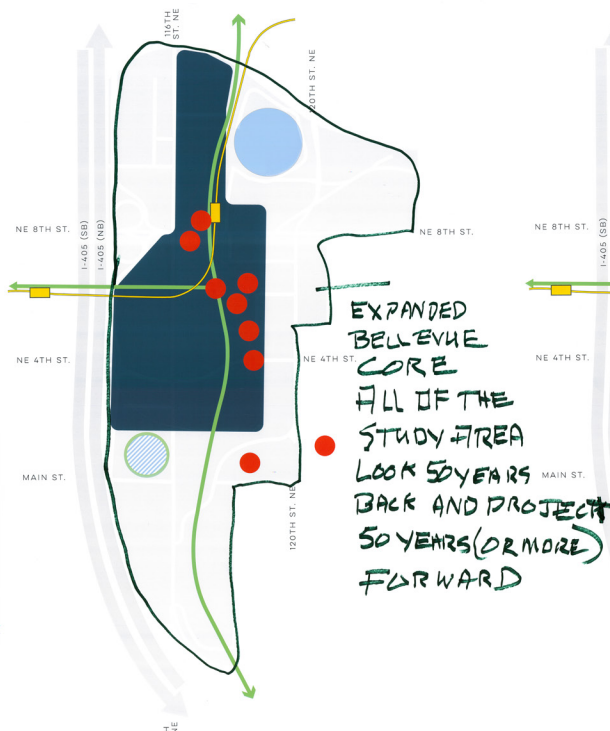 116TH
ST. NE
120TH ST. NE
NE 8TH ST.
I-405 (SB)
I-405 (NB)
NE 8TH ST.
NE 8TH ST.
I-405 (SB)
EXPANDED
BELLEVUE
CORE
ALL OF THE
STUDY AREA
LOOK 50 YEARS
BACK AND PROJECT
50 YEARS (OR MORE)
FORWARD
NE 4TH ST.
NE 4TH ST.
NE 4TH ST.
MAIN ST.
MAIN ST.
120TH ST. NE
NE